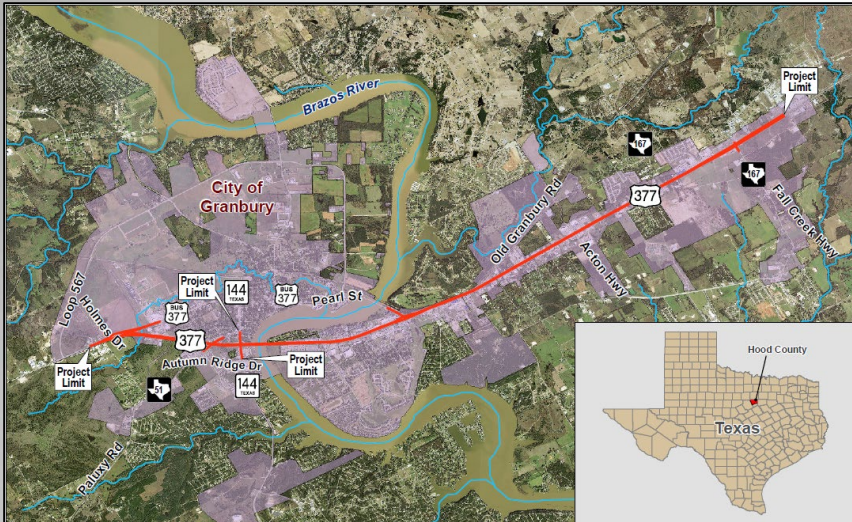 Project
Limit
Brazos River
167
167
City of
Granbury
377
Old Granbury Rd
Fall Creek Hwy
Acton Hwy
Loop 567
Holmes Dr
Project
Limit
144
TEXAS
BUS
377
Pearl St
BUS
377
377
Project
Limit
Autumn Ridge Dr
Project
Limit
144
TEXAS
51
Paluxy Rd
Hood County
Texas